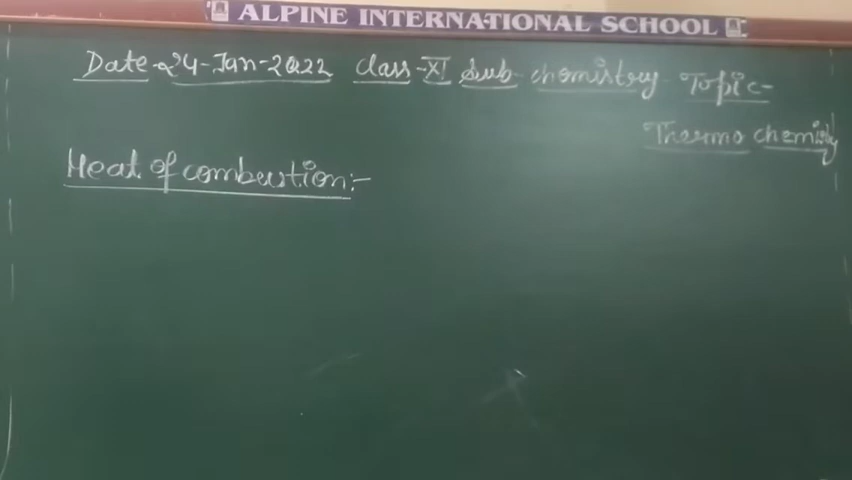 ALPINE INTERNATIONAL SCHOOL
Date-24-Jan-2022 Class-XI Sub-chemistry Topic-
Thermo chemistry
Heat of combustion:-